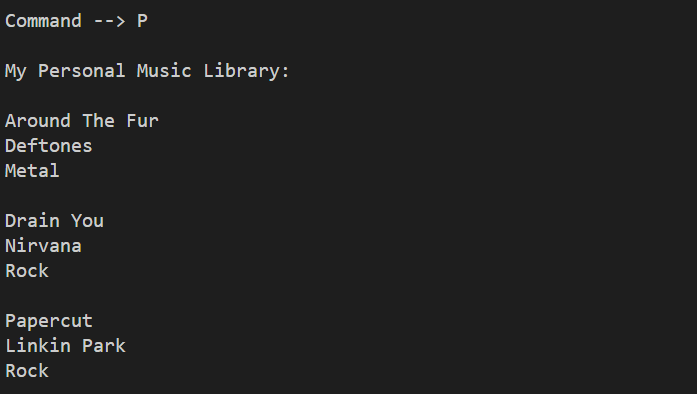 Command --> P
My Personal Music Library:
Around The Fur
Deftones
Metal
Drain You
Nirvana
Rock
Papercut
Linkin Park
Rock